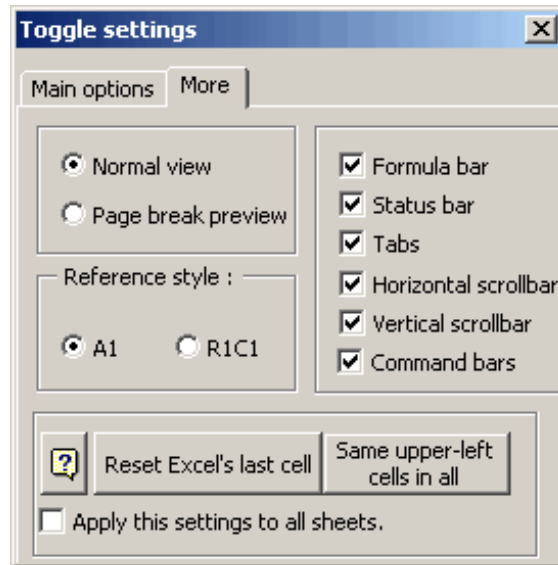 Toggle settings
Main options
More
Normal view
Page break preview
Reference style :
A1
R1C1
Formula bar
Status bar
Tabs
Horizontal scrollbar
Vertical scrollbar
Command bars
?
Reset Excel's last cell
Same upper-left
cells in all
Apply this settings to all sheets.